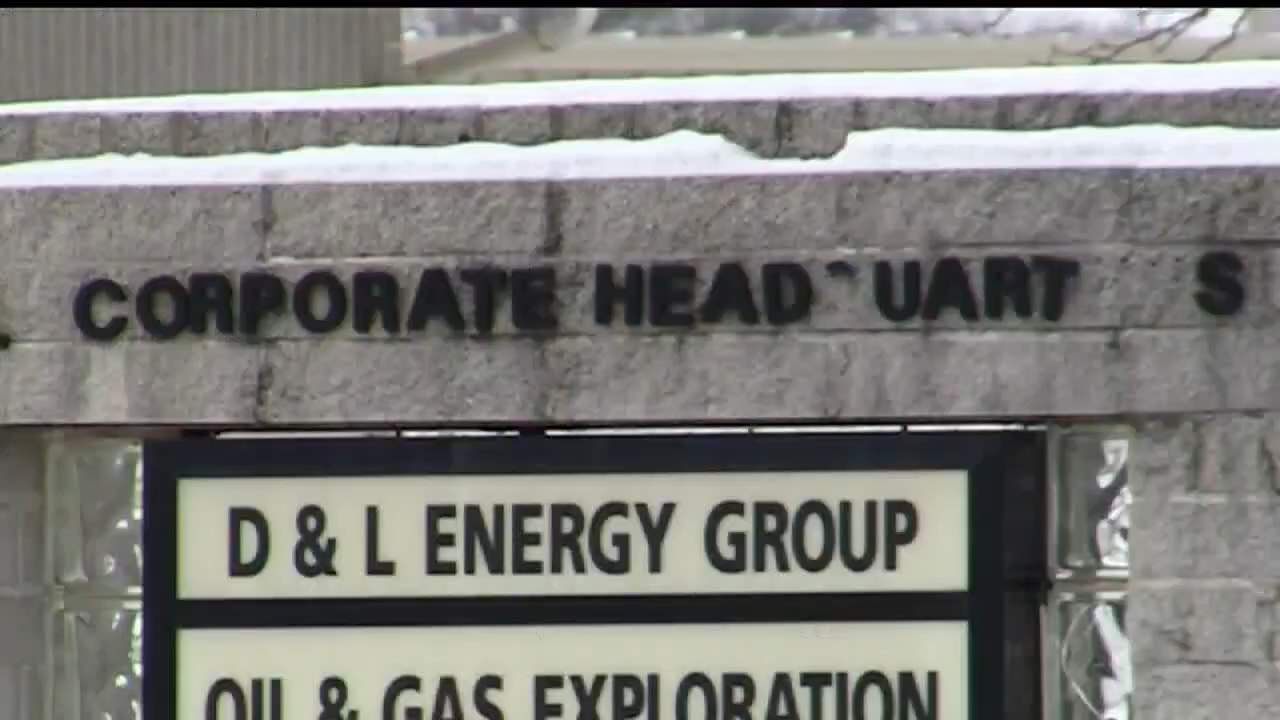 CORPORATE HEAD UART S
D & L ENERGY GROUP
OIL & GAS EXPLORATION